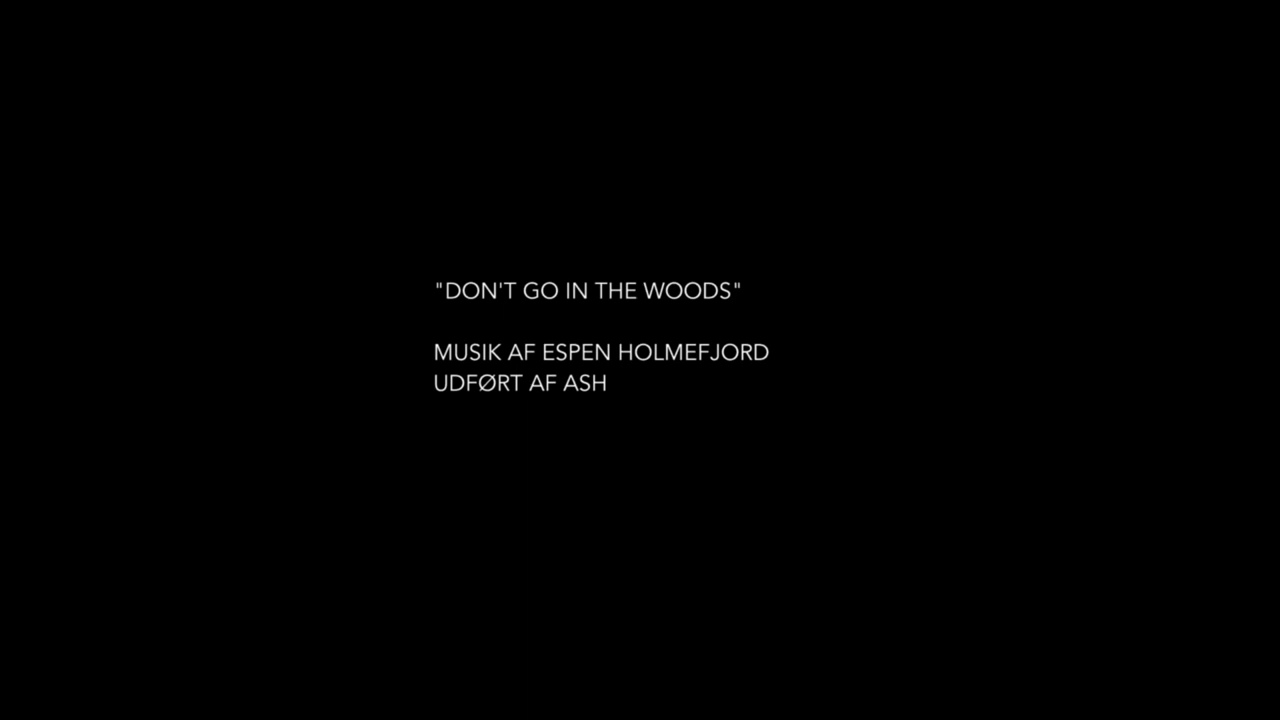 "DON'T GO IN THE WOODS"
MUSIK AF ESPEN HOLMEFJORD
UDFØRT AF ASH